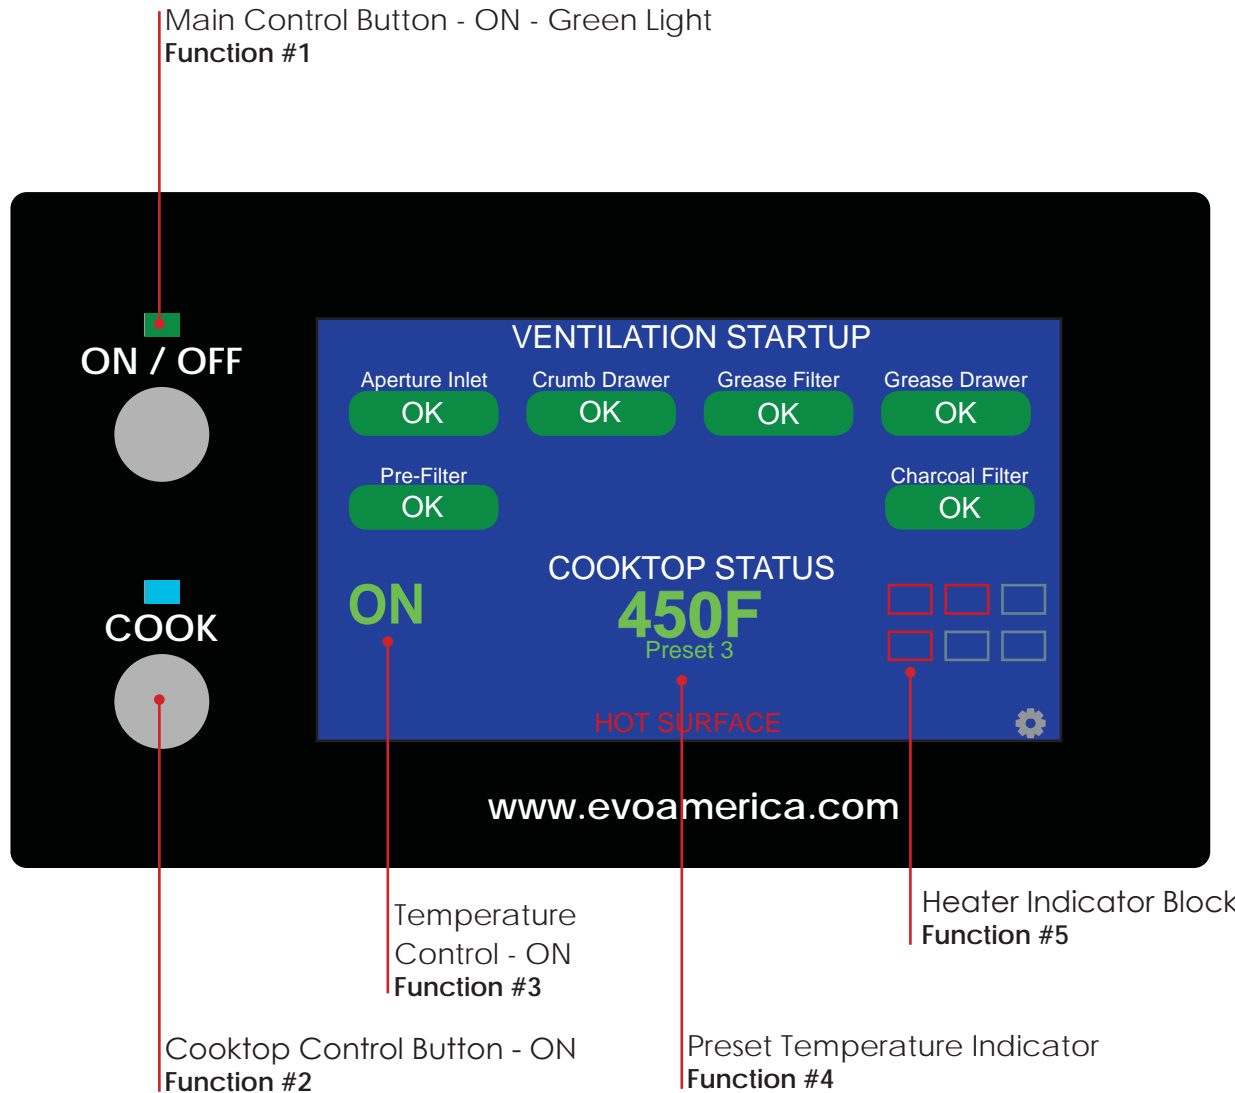 Main Control Button - ON - Green Light
Function #1
ON / OFF
VENTILATION STARTUP
Aperture Inlet Crumb Drawer Grease Filter Grease Drawer
OK OK OK OK
Pre-Filter Charcoal Filter
OK OK
COOKTOP STATUS
ON 450F
Preset 3
COOK
HOT SURFACE
www.evoamerica.com
Heater Indicator Block
Function #5
Temperature
Control - ON
Function #3
Cooktop Control Button - ON
Function #2
Preset Temperature Indicator
Function #4